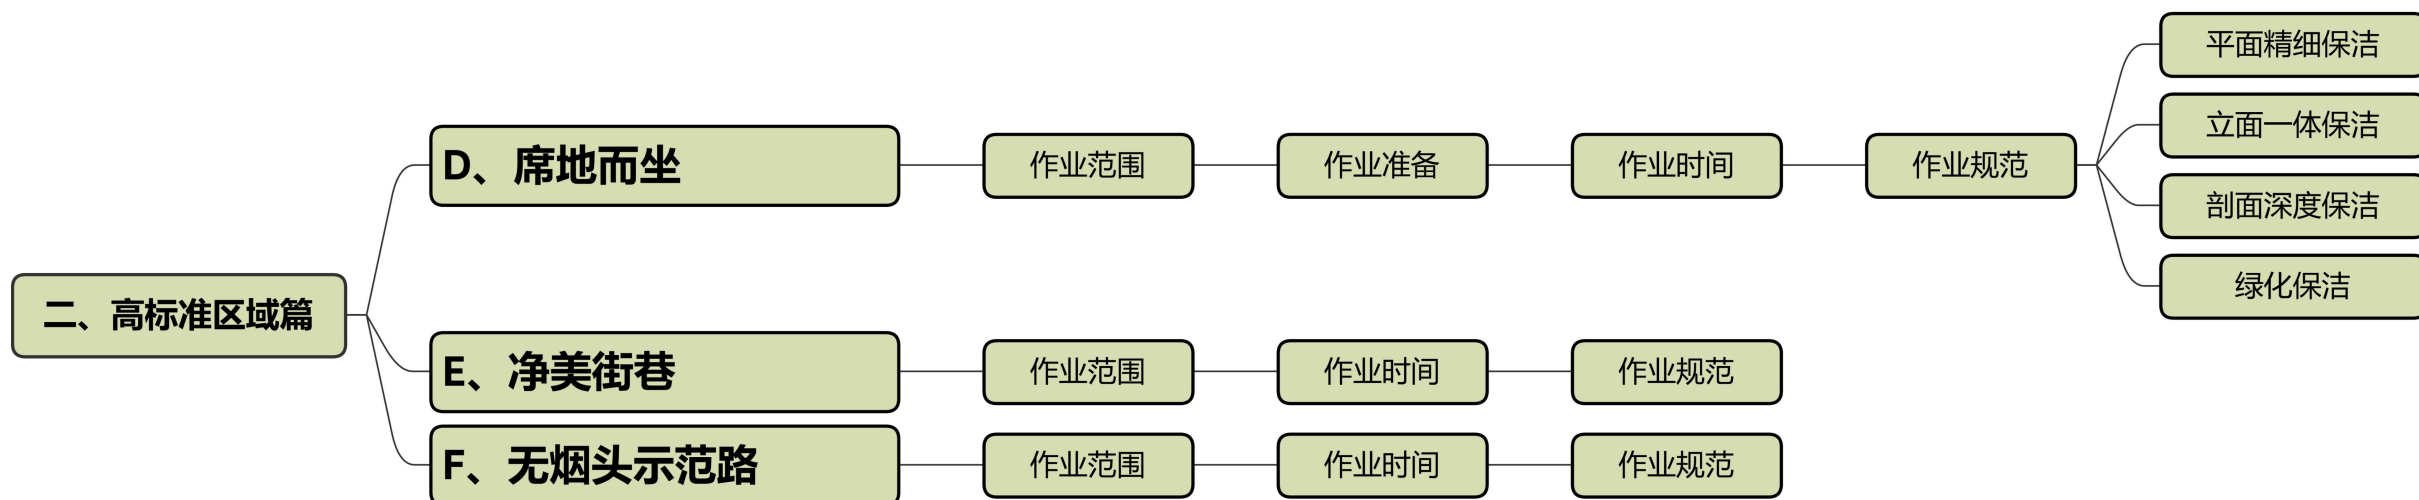 二、高标准区域篇
D、席地而坐
作业范围
作业准备
作业时间
作业规范
平面精细保洁
立面一体保洁
剖面深度保洁
绿化保洁
E、净美街巷
作业范围
作业时间
作业规范
F、无烟头示范路
作业范围
作业时间
作业规范